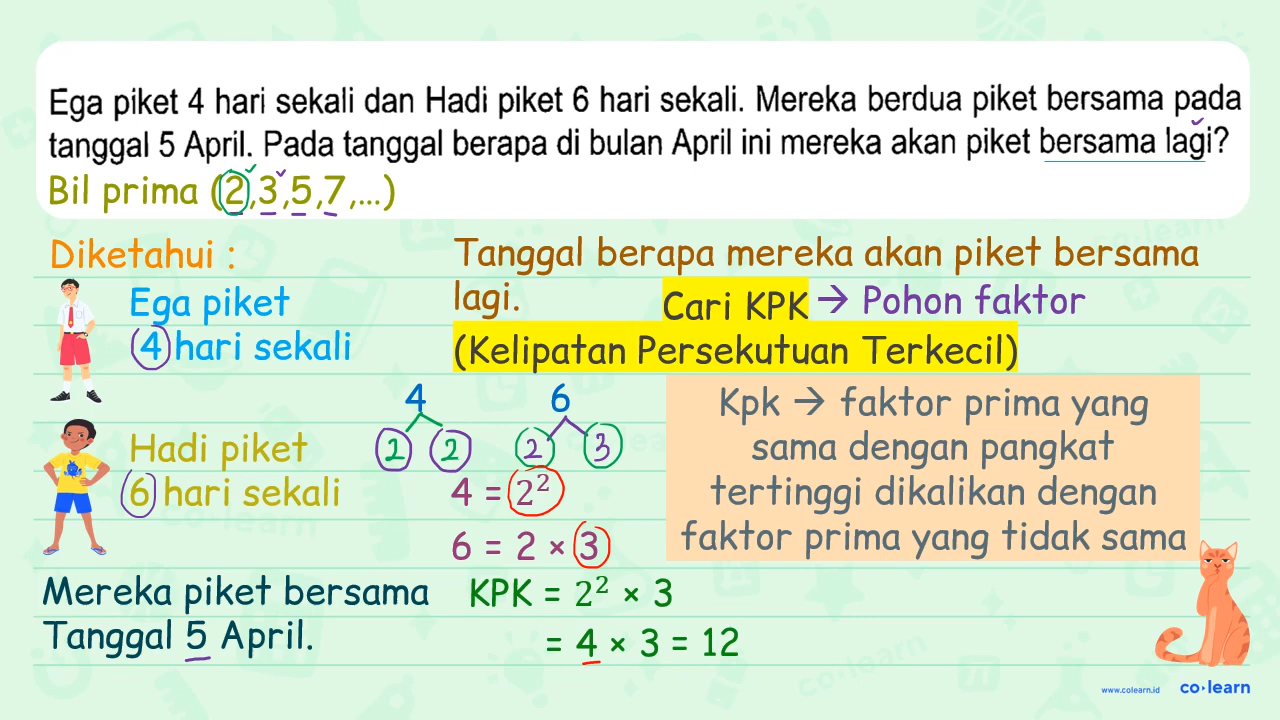 Ega piket 4 hari sekali dan Hadi piket 6 hari sekali. Mereka berdua piket bersama pada
tanggal 5 April. Pada tanggal berapa di bulan April ini mereka akan piket bersama lagi?
Bil prima (2,3,5,7,...)
Diketahui :
Ega piket
4 hari sekali
Hadi piket
6 hari sekali
Mereka piket bersama
Tanggal 5 April.
Tanggal berapa mereka akan piket bersama
lagi.
Cari KPK → Pohon faktor
(Kelipatan Persekutuan Terkecil)
4 6
2 2 2 3
4 = 2²
6 = 2 × 3
KPK = 2² × 3
= 4 × 3 = 12
Kpk → faktor prima yang
sama dengan pangkat
tertinggi dikalikan dengan
faktor prima yang tidak sama
www.colearn.id co·learn